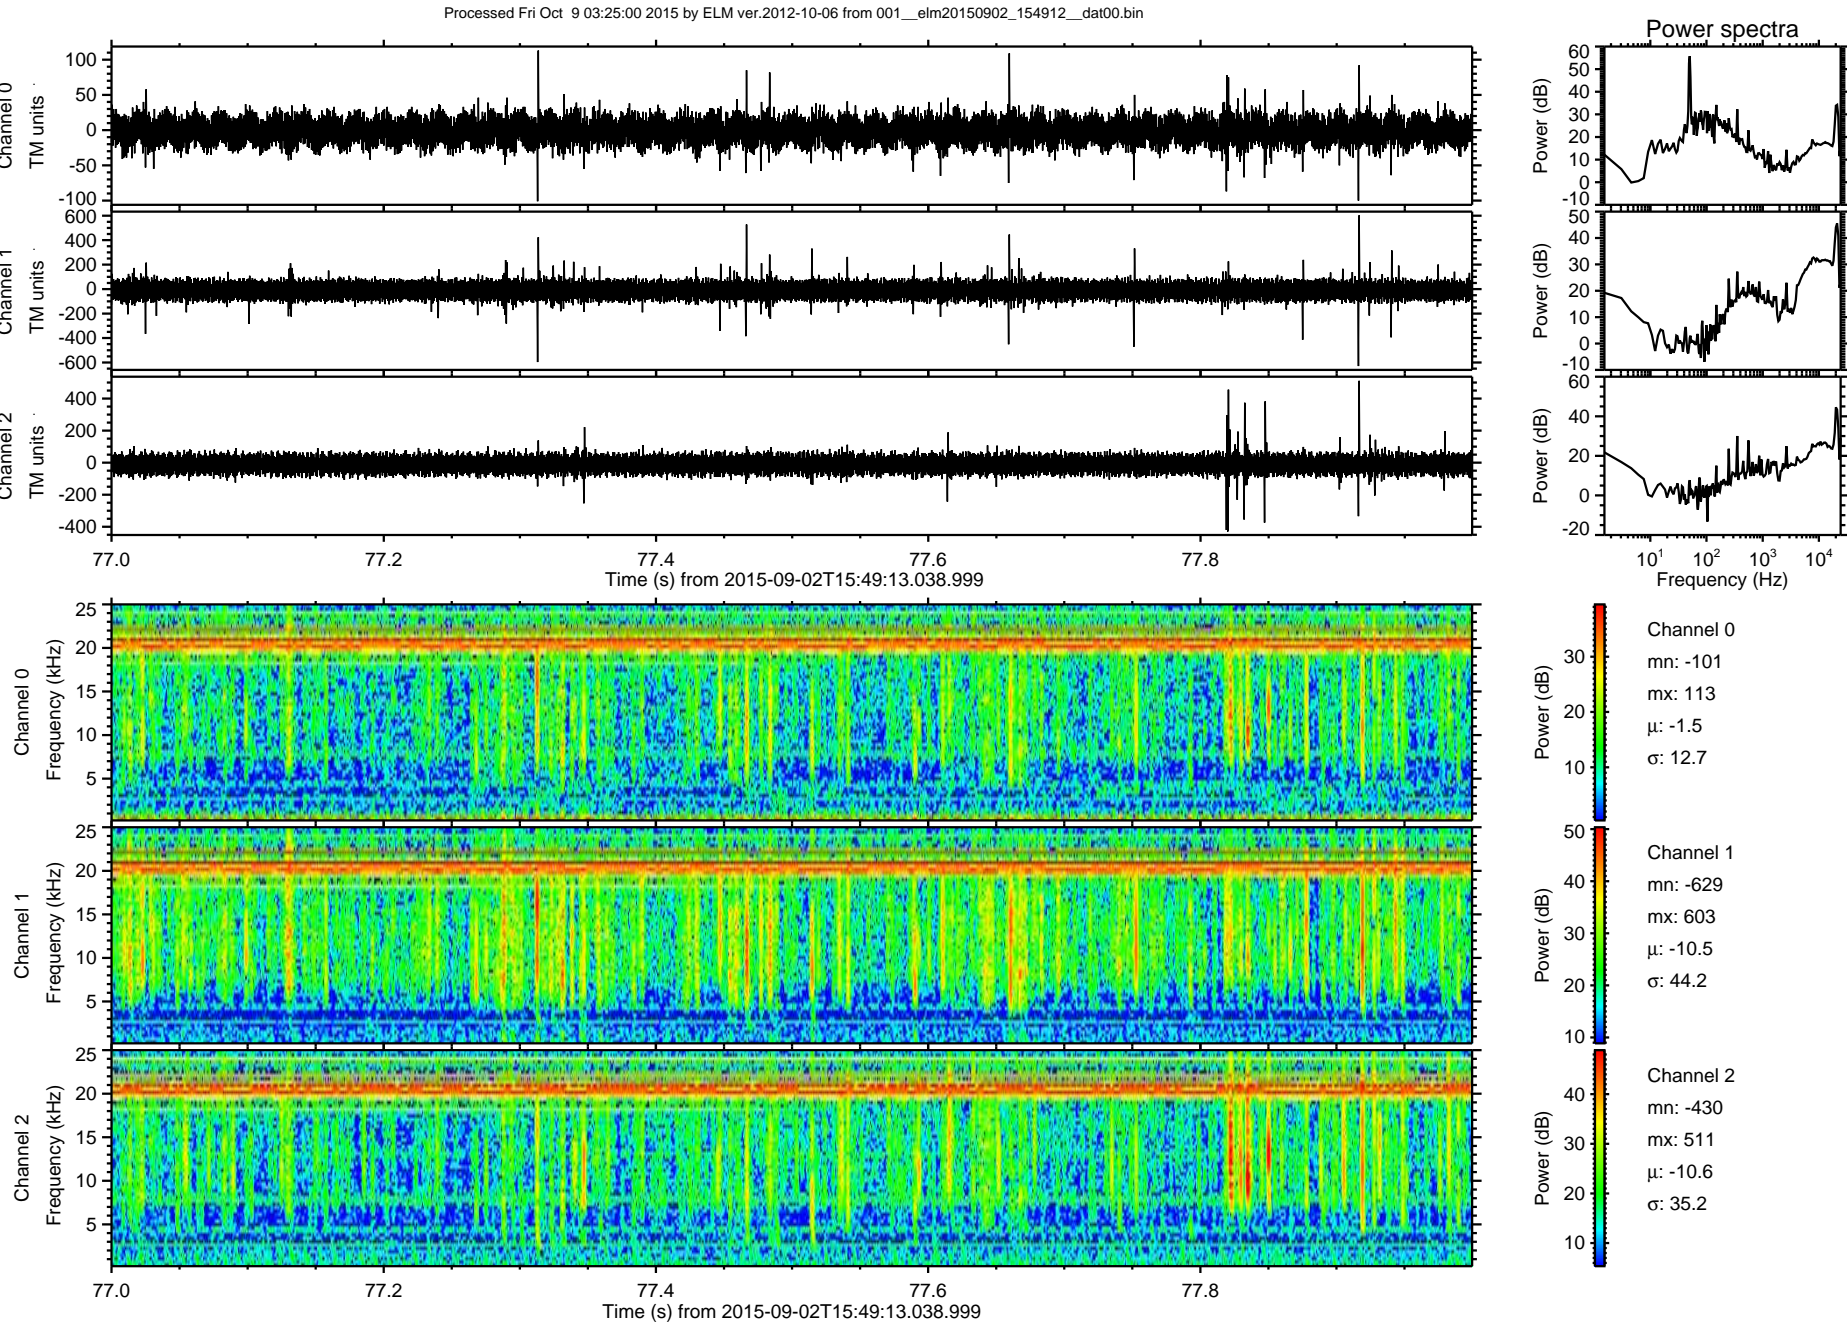 Processed Fri Oct  9 03:25:00 2015 by ELM ver.2012-10-06 from 001__elm20150902_154912__dat00.bin
Power spectra
Channel 0
TM units
100
50
0
-50
-100
Power (dB)
60
50
40
30
20
10
0
-10
Channel 1
TM units
600
400
200
0
-200
-400
-600
Power (dB)
50
40
30
20
10
0
-10
Channel 2
TM units
400
200
0
-200
-400
Power (dB)
60
40
20
0
-20
77.0 77.2 77.4 77.6 77.8
Time (s) from 2015-09-02T15:49:13.038.999
10¹ 10² 10³ 10⁴
Frequency (Hz)
Channel 0
Frequency (kHz)
25
20
15
10
5
Power (dB)
30
20
10
Channel 0
mn: -101
mx: 113
μ: -1.5
σ: 12.7
Channel 1
Frequency (kHz)
25
20
15
10
5
Power (dB)
50
40
30
20
10
Channel 1
mn: -629
mx: 603
μ: -10.5
σ: 44.2
Channel 2
Frequency (kHz)
25
20
15
10
5
Power (dB)
40
30
20
10
Channel 2
mn: -430
mx: 511
μ: -10.6
σ: 35.2
77.0 77.2 77.4 77.6 77.8
Time (s) from 2015-09-02T15:49:13.038.999